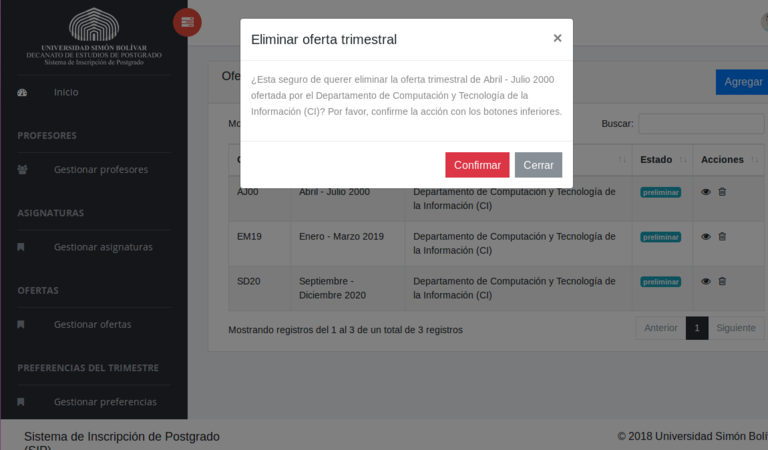 UNIVERSIDAD SIMÓN BOLÍVAR
DECANATO DE ESTUDIOS DE POSTGRADO
Sistema de Inscripción de Postgrado
Inicio
PROFESORES
Gestionar profesores
ASIGNATURAS
Gestionar asignaturas
OFERTAS
Gestionar ofertas
PREFERENCIAS DEL TRIMESTRE
Gestionar preferencias
Eliminar oferta trimestral
×
¿Esta seguro de querer eliminar la oferta trimestral de Abril - Julio 2000
ofertada por el Departamento de Computación y Tecnología de la
Información (CI)? Por favor, confirme la acción con los botones inferiores.
Confirmar Cerrar
Ofe
Agregar
Mo
Buscar:
Estado Acciones
AJ00 Abril - Julio 2000 Departamento de Computación y Tecnología de
la Información (CI) preliminar
EM19 Enero - Marzo 2019 Departamento de Computación y Tecnología de
la Información (CI) preliminar
SD20 Septiembre - Departamento de Computación y Tecnología de
Diciembre 2020 la Información (CI) preliminar
Mostrando registros del 1 al 3 de un total de 3 registros
Anterior 1 Siguiente
Sistema de Inscripción de Postgrado
(SIP)
© 2018 Universidad Simón Bolí